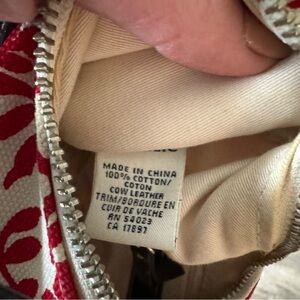 MADE IN CHINA
100% COTTON/
COTON
COW LEATHER
TRIM/BORDURE EN
CUIR DE VACHE
RN 54023
CA 17897